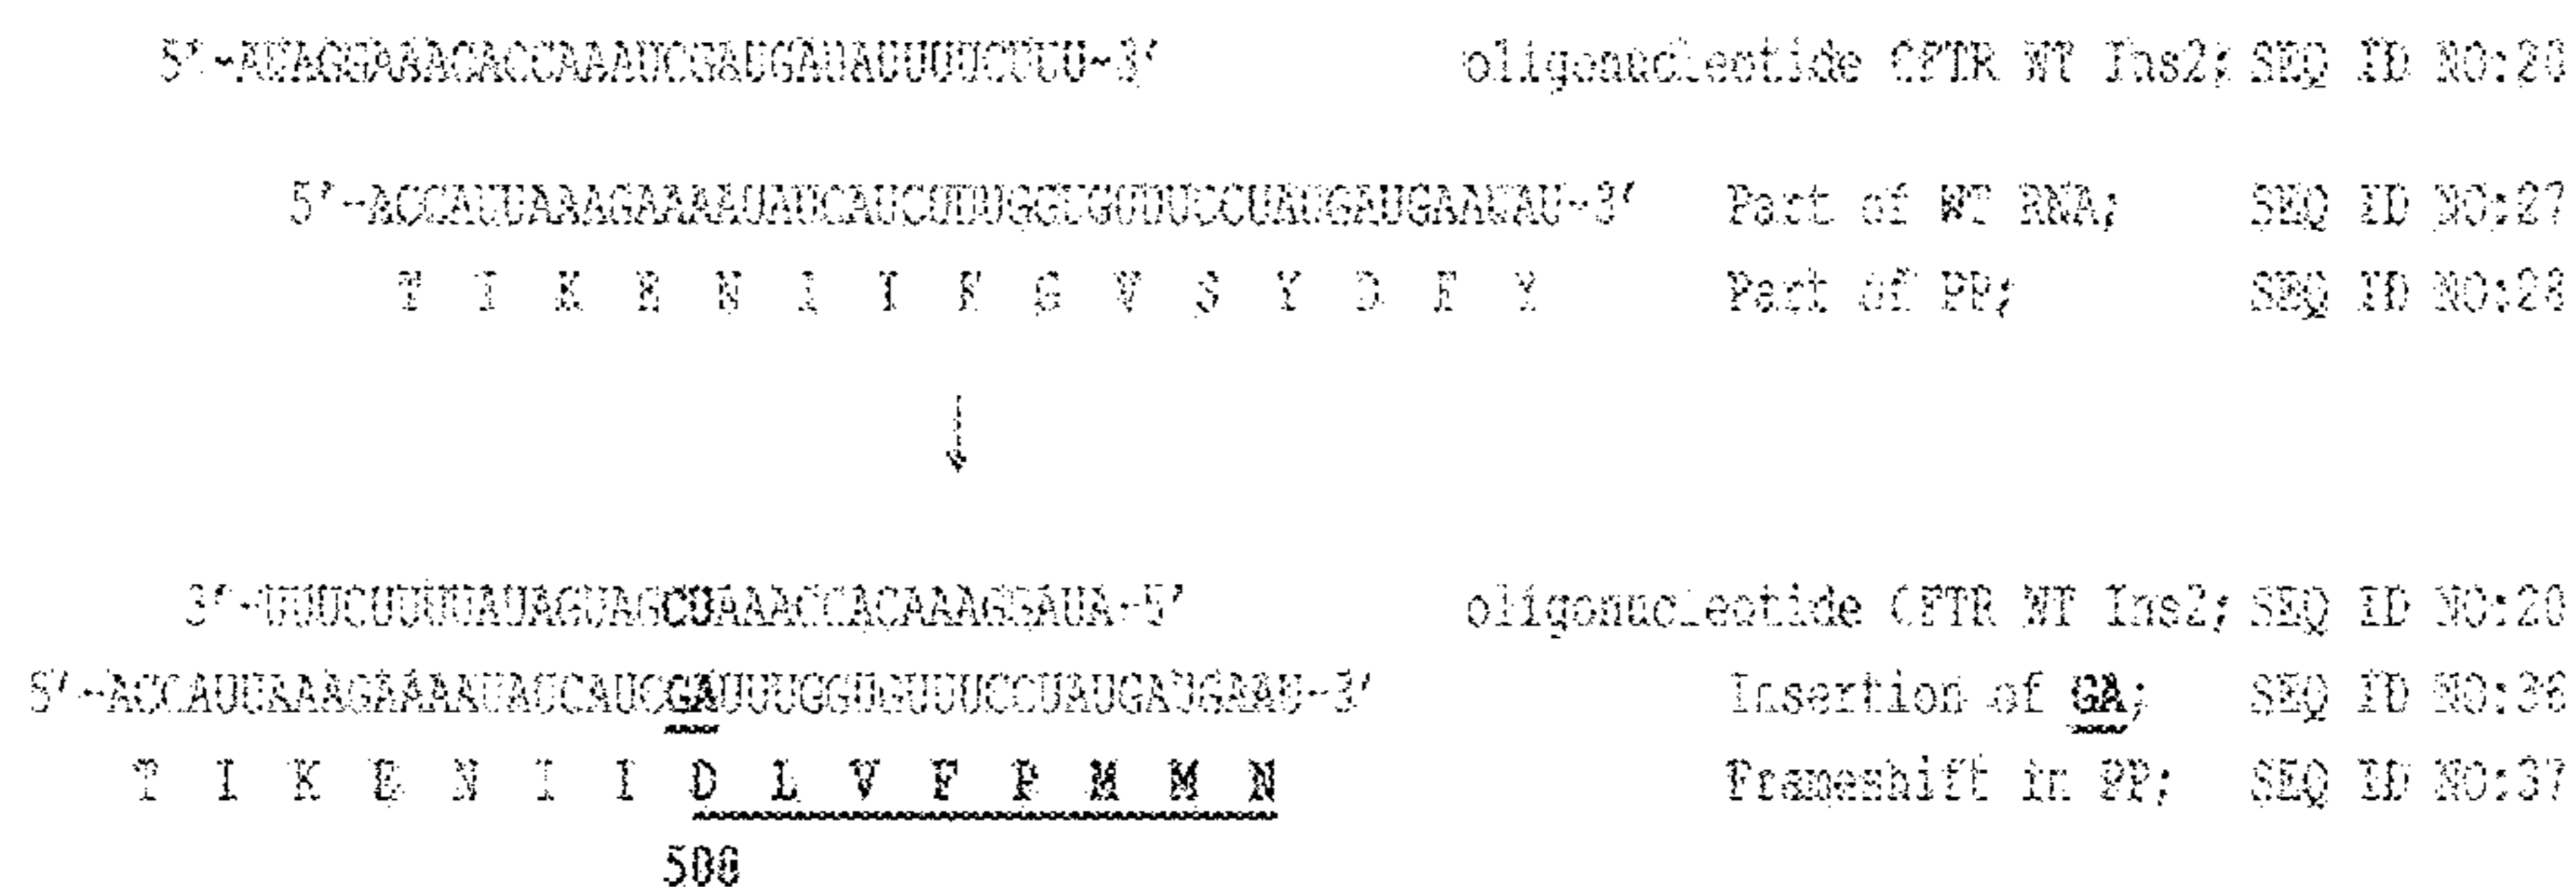 5'-AUAGGAAACACCAAAUCGAUGAUAUUUUCUUU-3' oligonucleotide CFTR WT Ins2; SEQ ID NO:20
5'-ACCAUUAAAGAAAAUAUCAUCUUUGGUGUUUCCUAUGAUGAAUAU-3' Part of WT RNA; SEQ ID NO:27
T I K E N I I F G V S Y D E Y Part of PP; SEQ ID NO:28
3'-UUUCUUUUAUAGUAGCUAAACCACAAAGGAUA-5' oligonucleotide CFTR WT Ins2; SEQ ID NO:20
5'-ACCAUUAAAGAAAAUAUCAUCGAUUUGGUGUUUCCUAUGAUGAAU-3' Insertion of GA; SEQ ID NO:36
T I K E N I I D L V F P M M N Frameshift in PP; SEQ ID NO:37
508